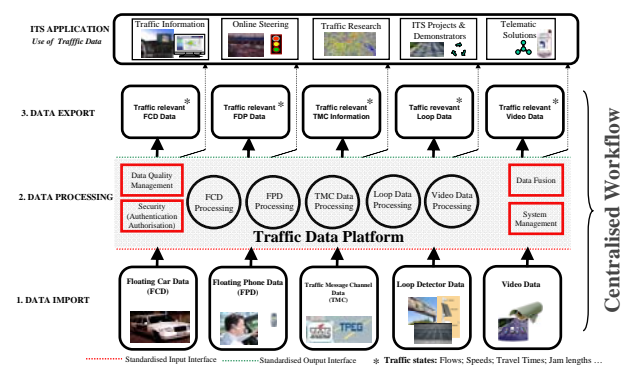 ITS APPLICATION
Use of Trafffic Data
Traffic Information
Online Steering
Traffic Research
ITS Projects &
Demonstrators
Telematic
Solutions
3. DATA EXPORT
Traffic relevant *
FCD Data
Traffic relevant *
FDP Data
Traffic relevant *
TMC Information
Traffic revevant *
Loop Data
Traffic relevant *
Video Data
2. DATA PROCESSING
Data Quality
Management
Security
(Authentication
Authorisation)
FCD
Processing
FPD
Processing
TMC Data
Processing
Loop Data
Processing
Video Data
Processing
Data Fusion
System
Management
Traffic Data Platform
Centralised Workflow
1. DATA IMPORT
Floating Car Data
(FCD)
Floating Phone Data
(FPD)
Traffic Message Channel
Data
(TMC)
TPEG
Loop Detector Data
Video Data
Standardised Input Interface
Standardised Output Interface
* Traffic states: Flows; Speeds; Travel Times; Jam lengths …